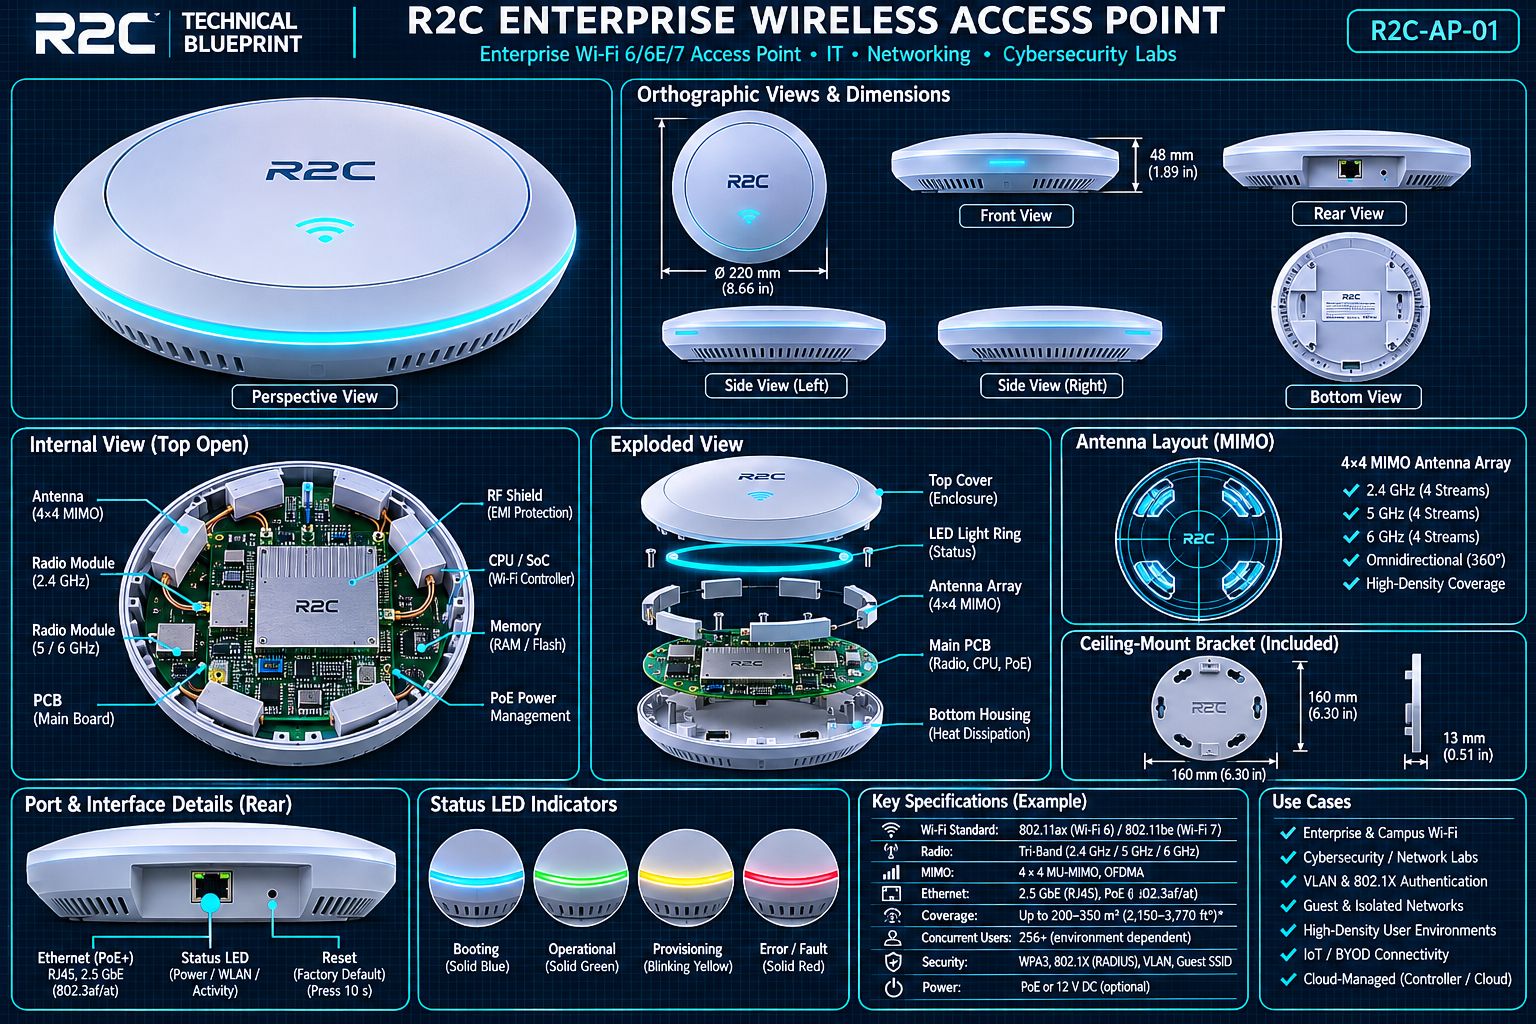 R2C
TECHNICAL
BLUEPRINT
R2C ENTERPRISE WIRELESS ACCESS POINT
Enterprise Wi-Fi 6/6E/7 Access Point • IT • Networking • Cybersecurity Labs
R2C-AP-01
R2C
Perspective View
Orthographic Views & Dimensions
R2C
Ø 220 mm
(8.66 in)
48 mm
(1.89 in)
Front View
Rear View
Side View (Left)
Side View (Right)
R2C
Bottom View
Internal View (Top Open)
Antenna
(4×4 MIMO)
Radio Module
(2.4 GHz)
Radio Module
(5 / 6 GHz)
PCB
(Main Board)
R2C
RF Shield
(EMI Protection)
CPU / SoC
(Wi-Fi Controller)
Memory
(RAM / Flash)
PoE Power
Management
Exploded View
R2C
R2C
Top Cover
(Enclosure)
LED Light Ring
(Status)
Antenna Array
(4×4 MIMO)
Main PCB
(Radio, CPU, PoE)
Bottom Housing
(Heat Dissipation)
Antenna Layout (MIMO)
R2C
4×4 MIMO Antenna Array
2.4 GHz (4 Streams)
5 GHz (4 Streams)
6 GHz (4 Streams)
Omnidirectional (360°)
High-Density Coverage
Ceiling-Mount Bracket (Included)
R2C
160 mm
(6.30 in)
160 mm (6.30 in)
13 mm
(0.51 in)
Port & Interface Details (Rear)
Ethernet (PoE+)
RJ45, 2.5 GbE
(802.3af/at)
Status LED
(Power / WLAN /
Activity)
Reset
(Factory Default)
(Press 10 s)
Status LED Indicators
Booting
(Solid Blue)
Operational
(Solid Green)
Provisioning
(Blinking Yellow)
Error / Fault
(Solid Red)
Key Specifications (Example)
Wi-Fi Standard: 802.11ax (Wi-Fi 6) / 802.11be (Wi-Fi 7)
Radio: Tri-Band (2.4 GHz / 5 GHz / 6 GHz)
MIMO: 4 × 4 MU-MIMO, OFDMA
Ethernet: 2.5 GbE (RJ45), PoE
Coverage: Up to 200–350 m² (2,150–3,770 ft°)*
Concurrent Users: 256+ (environment dependent)
Security: WPA3, 802.1X (RADIUS), VLAN, Guest SSID
Power: PoE or 12 V DC (optional)
Use Cases
Enterprise & Campus Wi-Fi
Cybersecurity / Network Labs
VLAN & 802.1X Authentication
Guest & Isolated Networks
High-Density User Environments
IoT / BYOD Connectivity
Cloud-Managed (Controller / Cloud)